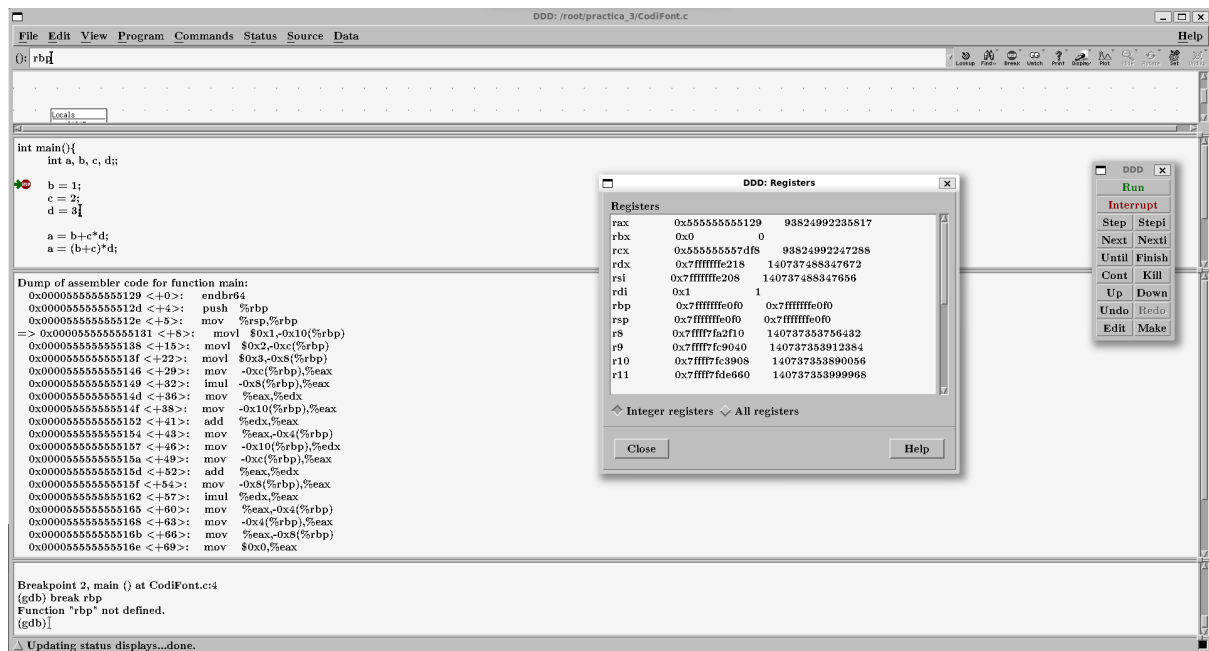 DDD: /root/practica_3/CodiFont.c
File Edit View Program Commands Status Source Data Help
(): rbp
Lookup Find» Break Watch Print Display Plot Hide Rotate Set Undisp
Locals
int main(){
int a, b, c, d;;
b = 1;
c = 2;
d = 3;
a = b+c*d;
a = (b+c)*d;
Dump of assembler code for function main:
0x0000555555555129 <+0>: endbr64
0x000055555555512d <+4>: push %rbp
0x000055555555512e <+5>: mov %rsp,%rbp
=> 0x0000555555555131 <+8>: movl $0x1,-0x10(%rbp)
0x0000555555555138 <+15>: movl $0x2,-0xc(%rbp)
0x000055555555513f <+22>: movl $0x3,-0x8(%rbp)
0x0000555555555146 <+29>: mov -0xc(%rbp),%eax
0x0000555555555149 <+32>: imul -0x8(%rbp),%eax
0x000055555555514d <+36>: mov %eax,%edx
0x000055555555514f <+38>: mov -0x10(%rbp),%eax
0x0000555555555152 <+41>: add %edx,%eax
0x0000555555555154 <+43>: mov %eax,-0x4(%rbp)
0x0000555555555157 <+46>: mov -0x10(%rbp),%edx
0x000055555555515a <+49>: mov -0xc(%rbp),%eax
0x000055555555515d <+52>: add %eax,%edx
0x000055555555515f <+54>: mov -0x8(%rbp),%eax
0x0000555555555162 <+57>: imul %edx,%eax
0x0000555555555165 <+60>: mov %eax,-0x4(%rbp)
0x0000555555555168 <+63>: mov -0x4(%rbp),%eax
0x000055555555516b <+66>: mov %eax,-0x8(%rbp)
0x000055555555516e <+69>: mov $0x0,%eax
Breakpoint 2, main () at CodiFont.c:4
(gdb) break rbp
Function "rbp" not defined.
(gdb)
Updating status displays...done.
DDD: Registers
Registers
rax 0x555555555129 93824992235817
rbx 0x0 0
rcx 0x555555557df8 93824992247288
rdx 0x7fffffffe218 140737488347672
rsi 0x7fffffffe208 140737488347656
rdi 0x1 1
rbp 0x7fffffffe0f0 0x7fffffffe0f0
rsp 0x7fffffffe0f0 0x7fffffffe0f0
r8 0x7ffff7fa2f10 140737353756432
r9 0x7ffff7fc9040 140737353912384
r10 0x7ffff7fc3908 140737353890056
r11 0x7ffff7fde660 140737353999968
Integer registers All registers
Close Help
DDD
Run
Interrupt
Step Stepi
Next Nexti
Until Finish
Cont Kill
Up Down
Undo Redo
Edit Make